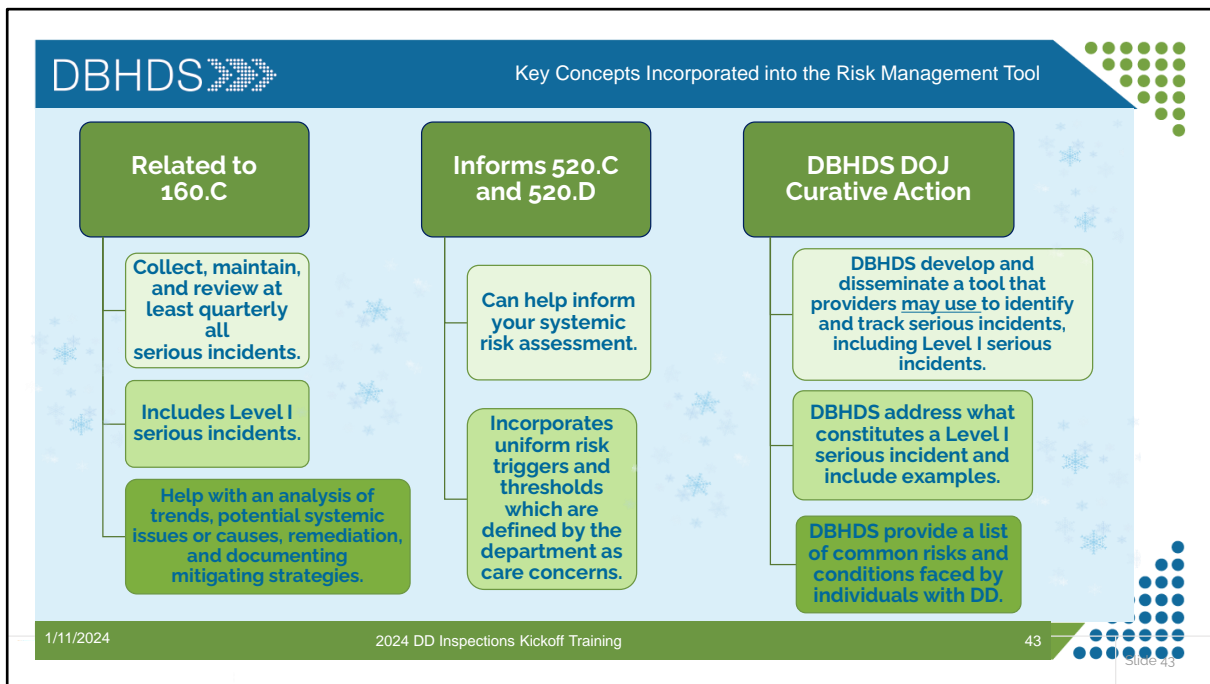 DBHDS
Key Concepts Incorporated into the Risk Management Tool
Related to
160.C
Collect, maintain,
and review at
least quarterly
all
serious incidents.
Includes Level I
serious incidents.
Help with an analysis of
trends, potential systemic
issues or causes, remediation,
and documenting
mitigating strategies.
Informs 520.C
and 520.D
Can help inform
your systemic
risk assessment.
Incorporates
uniform risk
triggers and
thresholds
which are
defined by the
department as
care concerns.
DBHDS DOJ
Curative Action
DBHDS develop and
disseminate a tool that
providers may use to identify
and track serious incidents,
including Level I serious
incidents.
DBHDS address what
constitutes a Level I
serious incident and
include examples.
DBHDS provide a list
of common risks and
conditions faced by
individuals with DD.
1/11/2024
2024 DD Inspections Kickoff Training
43
Slide 43